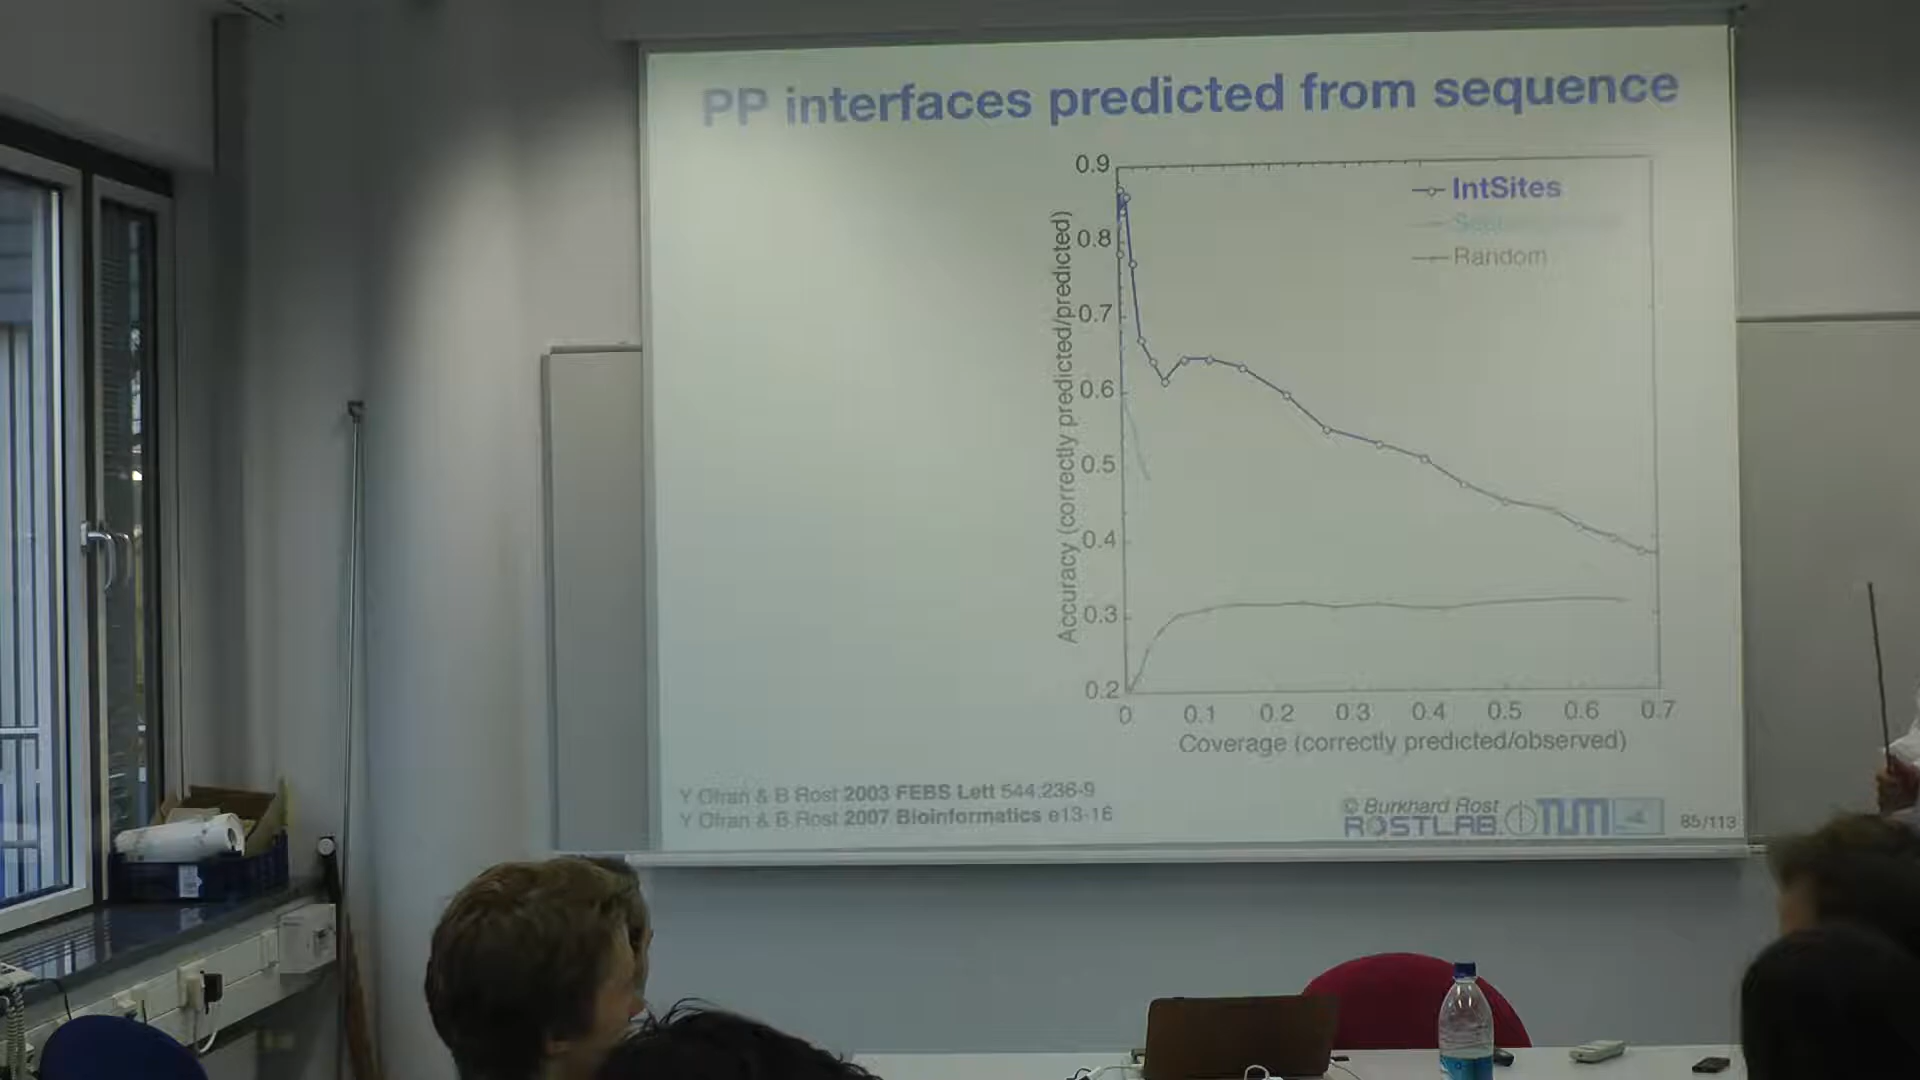 PP interfaces predicted from sequence
0.9
0.8
0.7
0.6
0.5
0.4
0.3
0.2
Accuracy (correctly predicted/predicted)
IntSites
Random
0 0.1 0.2 0.3 0.4 0.5 0.6 0.7
Coverage (correctly predicted/observed)
Y Ofran & B Rost 2003 FEBS Lett 544:236-9
Y Ofran & B Rost 2007 Bioinformatics e13-16
© Burkhard Rost
ROSTLAB
TUM
85/113